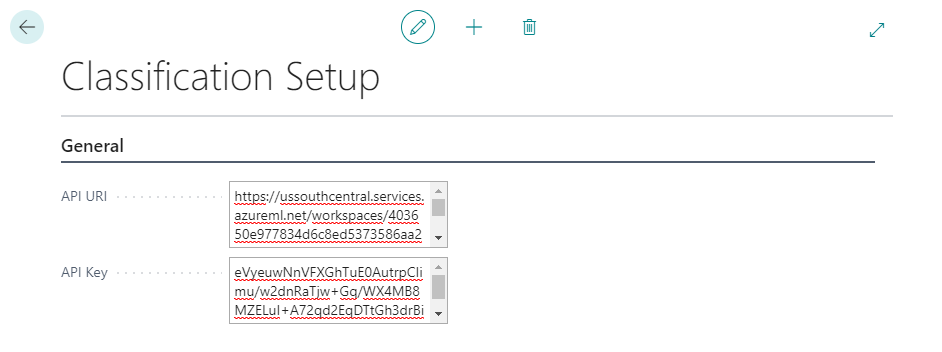 Classification Setup
General
API URI
https://ussouthcentral.services.
azureml.net/workspaces/4036
50e977834d6c8ed5373586aa2
API Key
eVyeuwNnVFXGhTuE0AutrpCli
mu/w2dnRaTjw+Gg/WX4MB8
MZELuI+A72qd2EqDTtGh3drBi